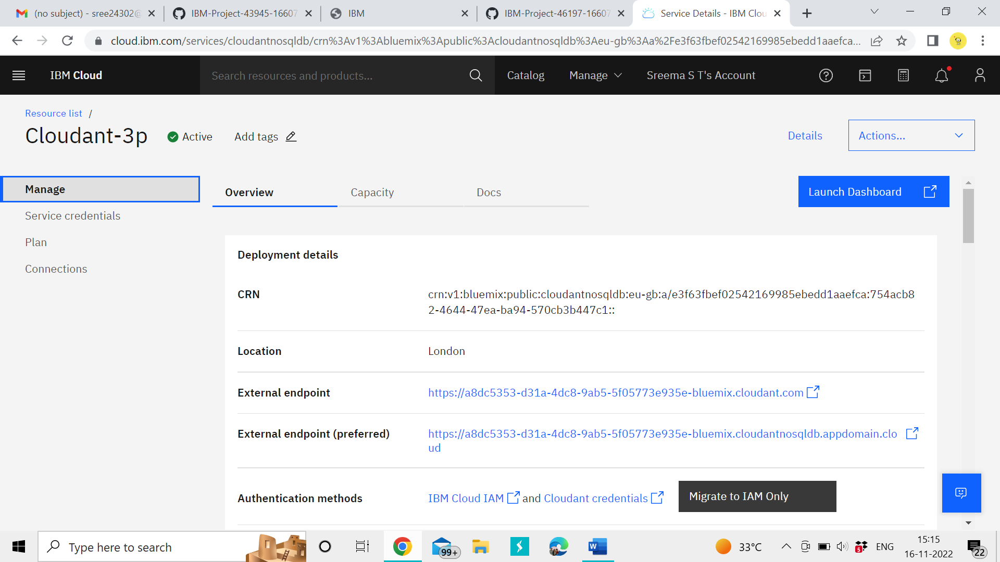 (no subject) - sree24302@
IBM-Project-43945-16607
IBM
IBM-Project-46197-16607
Service Details - IBM Clou
cloud.ibm.com/services/cloudantnosqldb/crn%3Av1%3Abluemix%3Apublic%3Acloudantnosqldb%3Aeu-gb%3Aa%2Fe3f63fbef02542169985ebedd1aaefca...
IBM Cloud
Search resources and products...
Catalog
Manage
Sreema S T's Account
Resource list /
Cloudant-3p
Active
Add tags
Details
Actions...
Manage
Service credentials
Plan
Connections
Overview
Capacity
Docs
Launch Dashboard
Deployment details
CRN
crn:v1:bluemix:public:cloudantnosqldb:eu-gb:a/e3f63fbef02542169985ebedd1aaefca:754acb8
2-4644-47ea-ba94-570cb3b447c1::
Location
London
External endpoint
https://a8dc5353-d31a-4dc8-9ab5-5f05773e935e-bluemix.cloudant.com
External endpoint (preferred)
https://a8dc5353-d31a-4dc8-9ab5-5f05773e935e-bluemix.cloudantnosqldb.appdomain.clo
ud
Authentication methods
IBM Cloud IAM and Cloudant credentials
Migrate to IAM Only
Type here to search
99+
W
33°C
5
ENG
15:15
16-11-2022
22